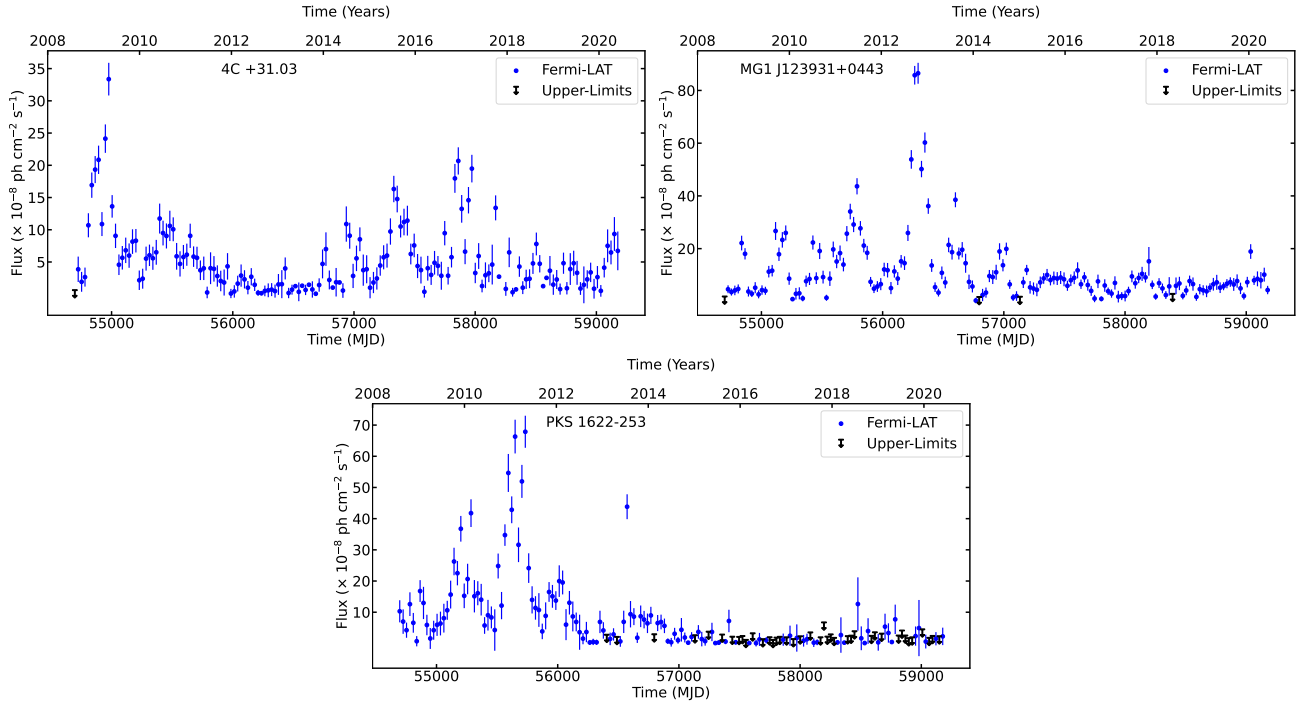 Time (Years)
2008 2010 2012 2014 2016 2018 2020
4C +31.03
Fermi-LAT
Upper-Limits
35
30
25
20
15
10
5
Flux (× 10⁻⁸ ph cm⁻² s⁻¹)
55000 56000 57000 58000 59000
Time (MJD)
Time (Years)
2008 2010 2012 2014 2016 2018 2020
MG1 J123931+0443
Fermi-LAT
Upper-Limits
80
60
40
20
Flux (× 10⁻⁸ ph cm⁻² s⁻¹)
55000 56000 57000 58000 59000
Time (MJD)
Time (Years)
2008 2010 2012 2014 2016 2018 2020
PKS 1622-253
Fermi-LAT
Upper-Limits
70
60
50
40
30
20
10
Flux (× 10⁻⁸ ph cm⁻² s⁻¹)
55000 56000 57000 58000 59000
Time (MJD)